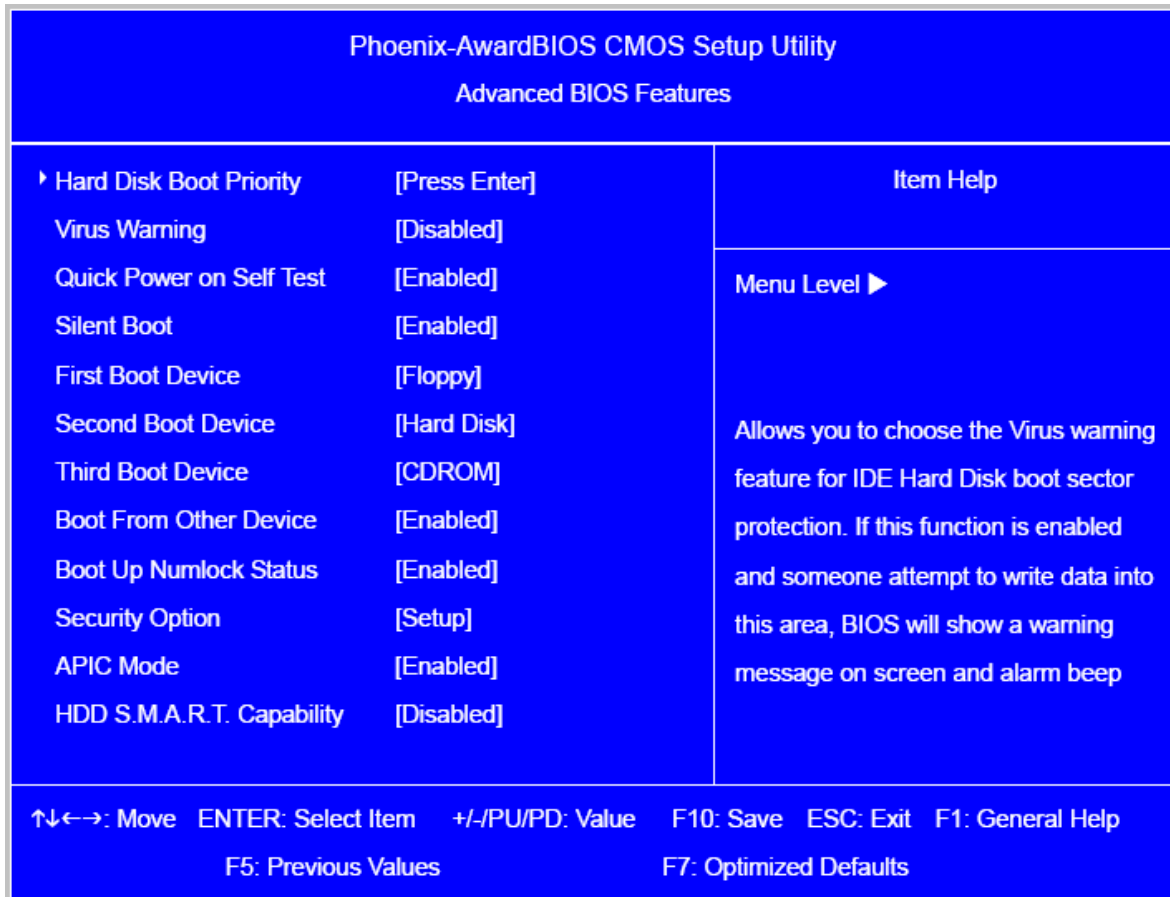 Phoenix-AwardBIOS CMOS Setup Utility
Advanced BIOS Features
Hard Disk Boot Priority [Press Enter]
Virus Warning [Disabled]
Quick Power on Self Test [Enabled]
Silent Boot [Enabled]
First Boot Device [Floppy]
Second Boot Device [Hard Disk]
Third Boot Device [CDROM]
Boot From Other Device [Enabled]
Boot Up Numlock Status [Enabled]
Security Option [Setup]
APIC Mode [Enabled]
HDD S.M.A.R.T. Capability [Disabled]
Item Help
Menu Level ▶
Allows you to choose the Virus warning
feature for IDE Hard Disk boot sector
protection. If this function is enabled
and someone attempt to write data into
this area, BIOS will show a warning
message on screen and alarm beep
↑↓←→: Move ENTER: Select Item +/-/PU/PD: Value F10: Save ESC: Exit F1: General Help
F5: Previous Values F7: Optimized Defaults